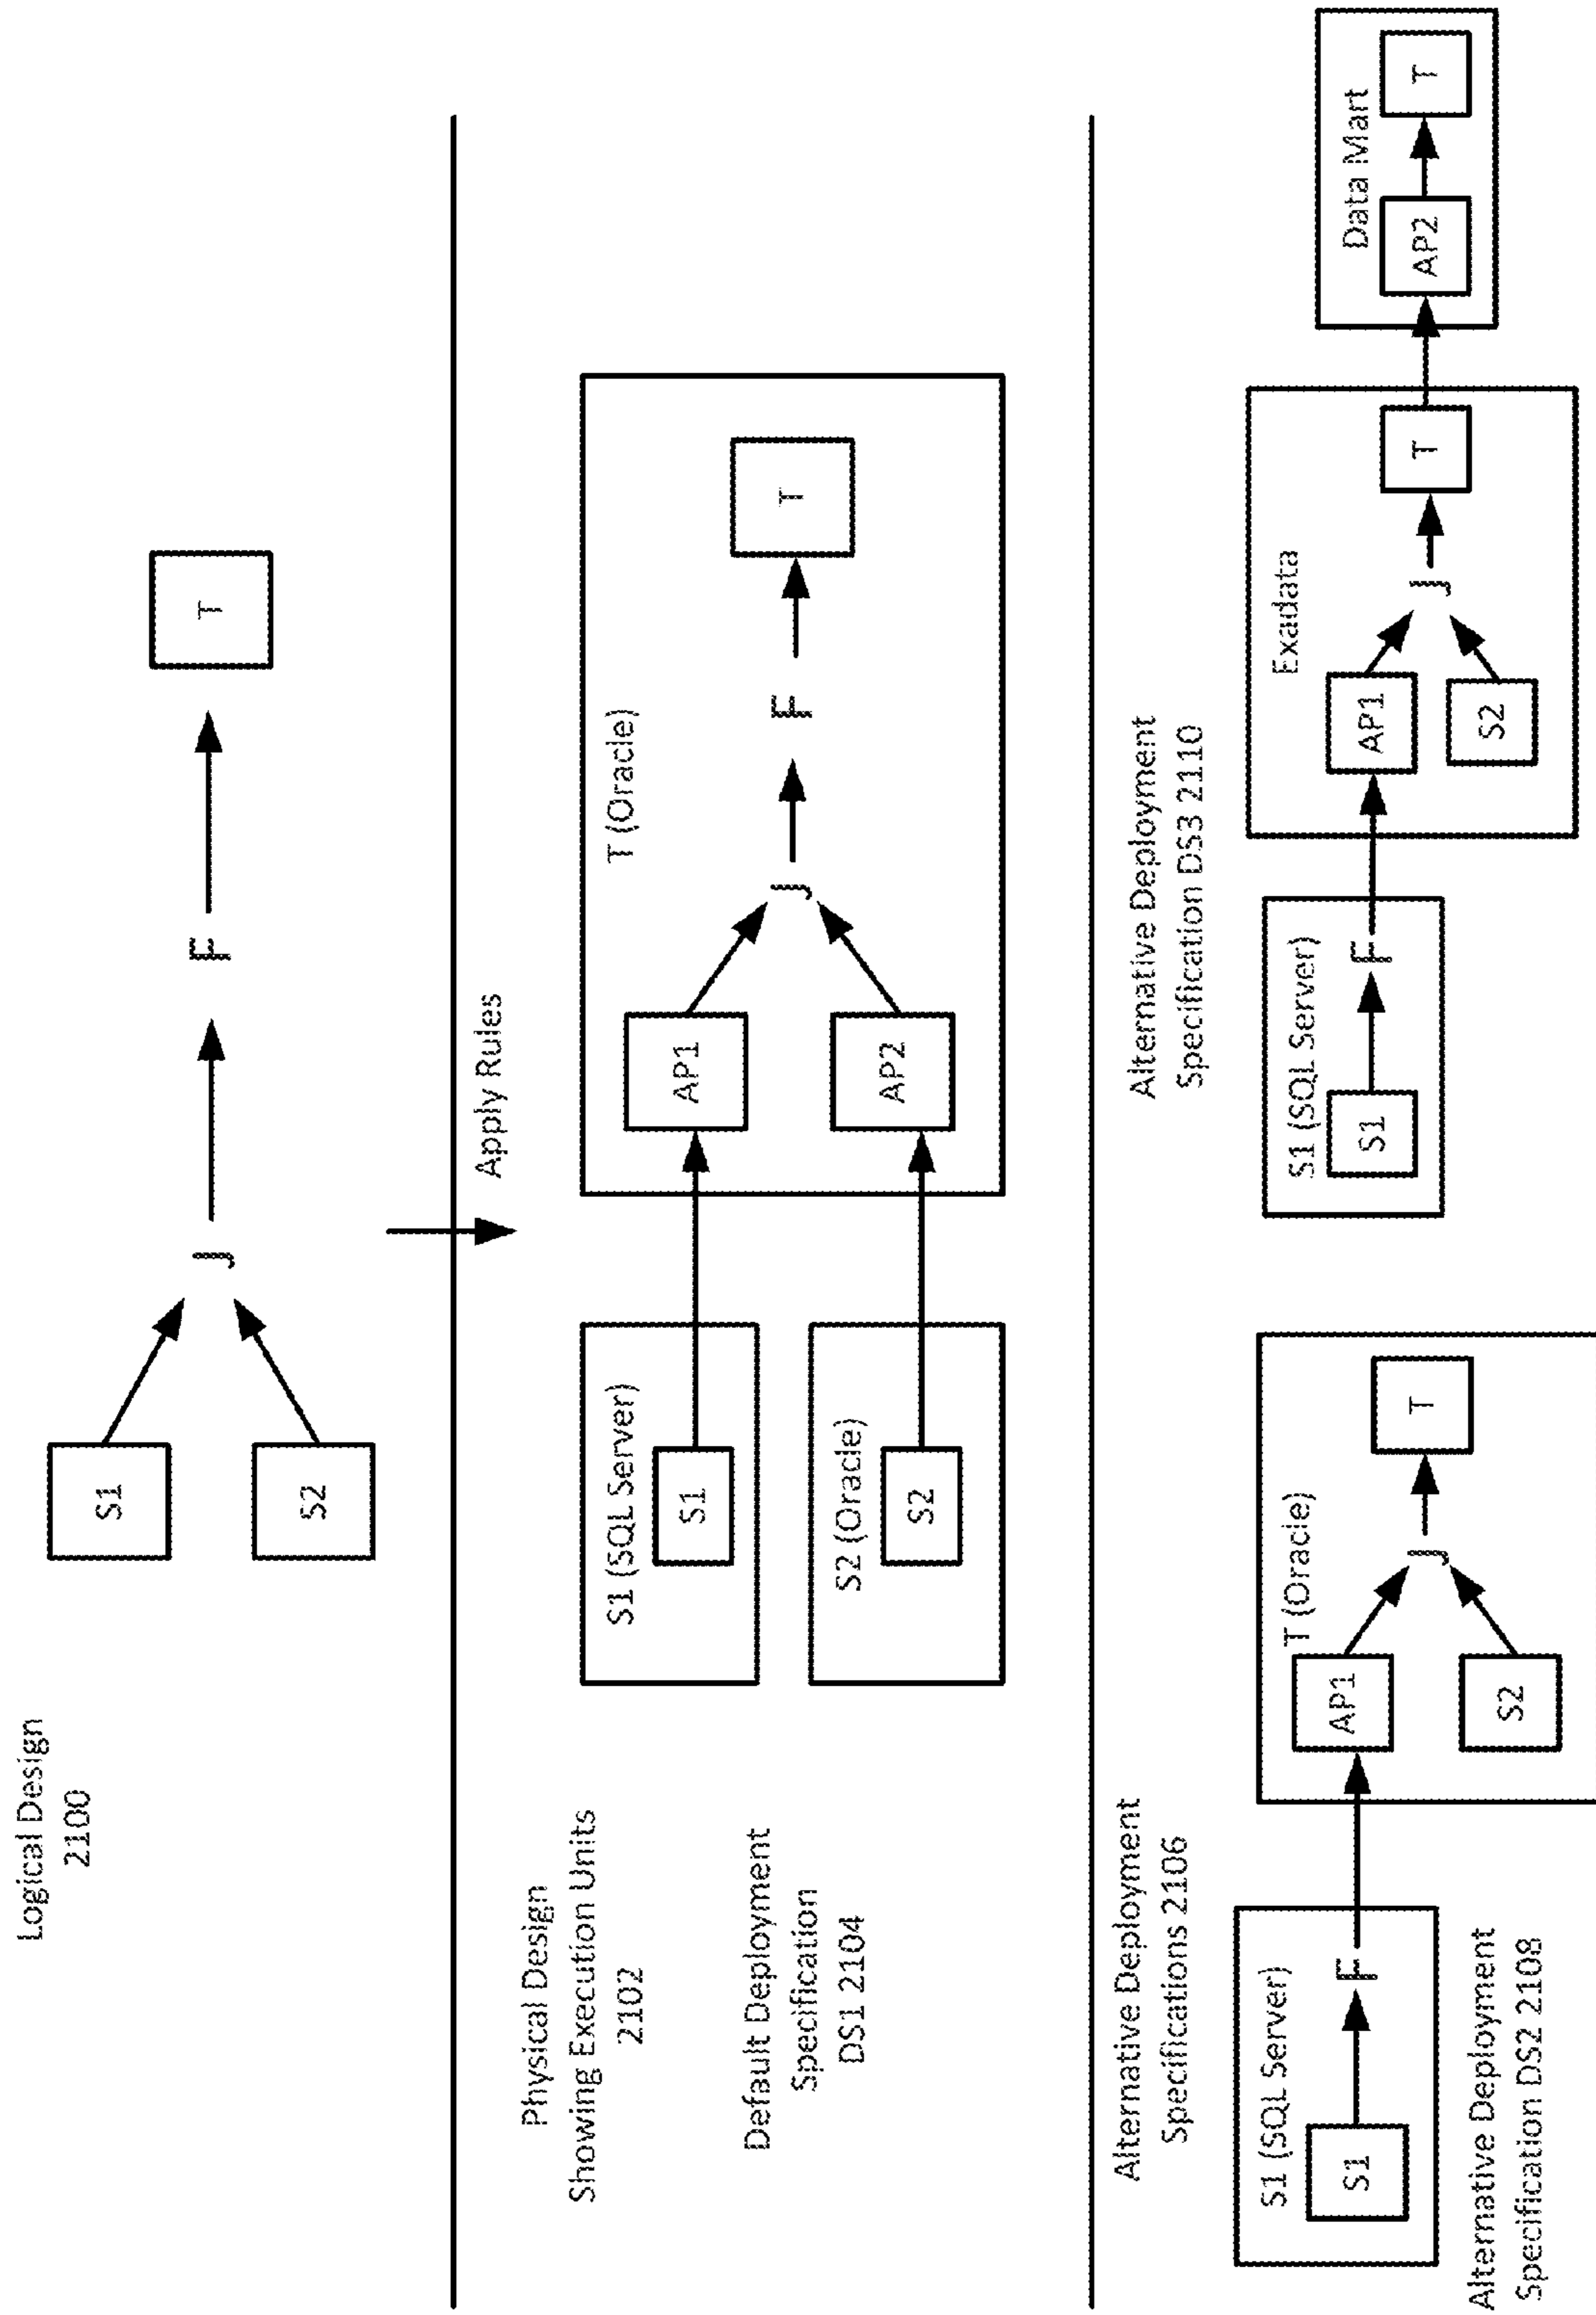 Logical Design
2100
S1
S2
J
F
T
Apply Rules
Physical Design
Showing Execution Units
2102
Default Deployment
Specification
DS1 2104
S1 (SQL Server)
S1
S2 (Oracle)
S2
T (Oracle)
AP1
AP2
J
F
T
Alternative Deployment
Specifications 2106
S1 (SQL Server)
S1
F
Alternative Deployment
Specification DS2 2108
T (Oracle)
AP1
S2
J
T
Alternative Deployment
Specification DS3 2110
S1 (SQL Server)
S1
F
Exadata
AP1
S2
J
T
Data Mart
AP2
T